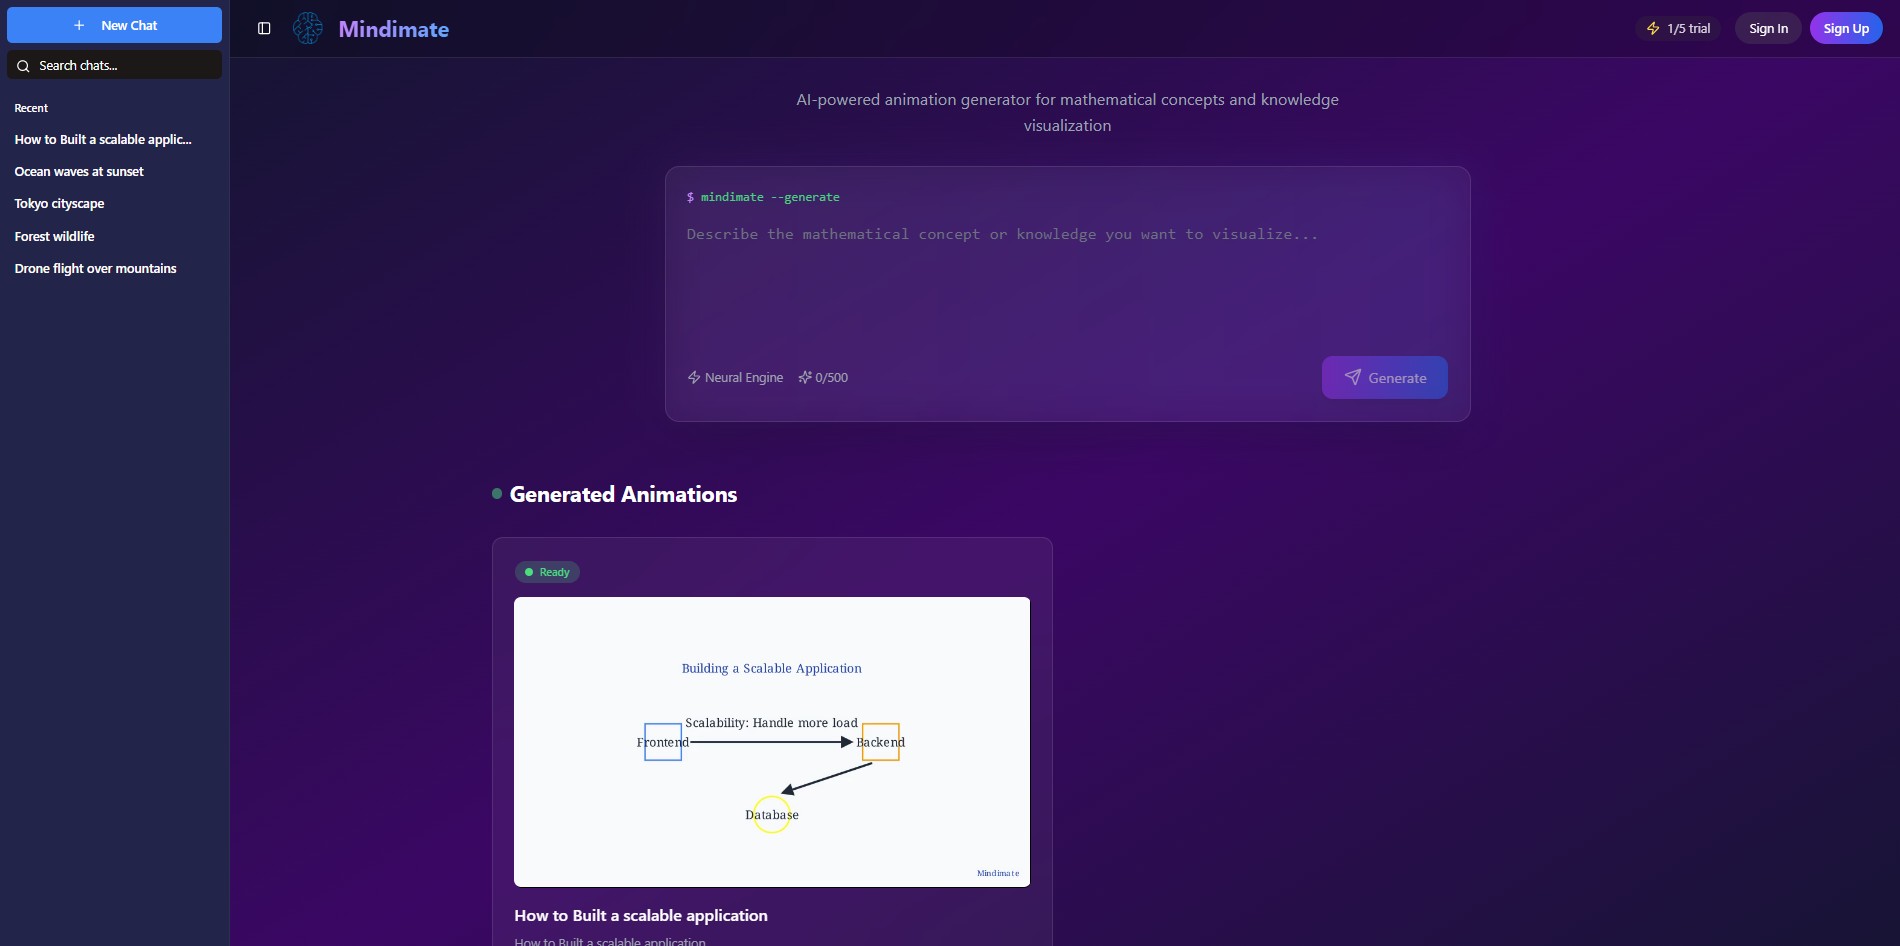 New Chat
Search chats...
Recent
How to Built a scalable applic...
Ocean waves at sunset
Tokyo cityscape
Forest wildlife
Drone flight over mountains
Mindimate
1/5 trial
Sign In
Sign Up
AI-powered animation generator for mathematical concepts and knowledge
visualization
$ mindimate --generate
Describe the mathematical concept or knowledge you want to visualize...
Neural Engine
0/500
Generate
Generated Animations
Ready
Building a Scalable Application
Scalability: Handle more load
Frontend
Backend
Database
Mindimate
How to Built a scalable application
How to Built a scalable application